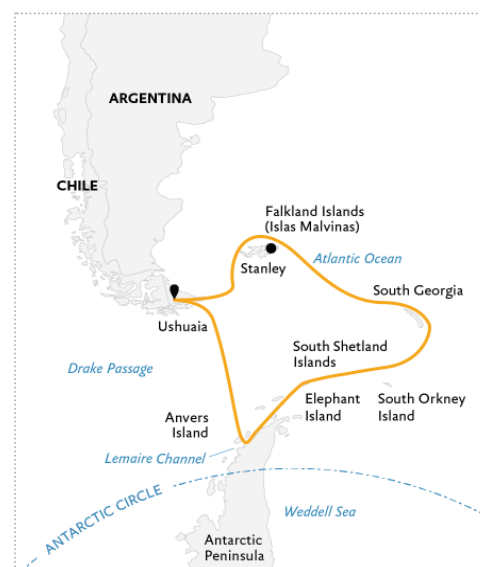 ARGENTINA
CHILE
Falkland Islands
(Islas Malvinas)
Stanley
Atlantic Ocean
South Georgia
Ushuaia
South Shetland
Islands
Drake Passage
Elephant
Island
South Orkney
Island
Anvers
Island
Lemaire Channel
ANTARCTIC CIRCLE
Weddell Sea
Antarctic
Peninsula